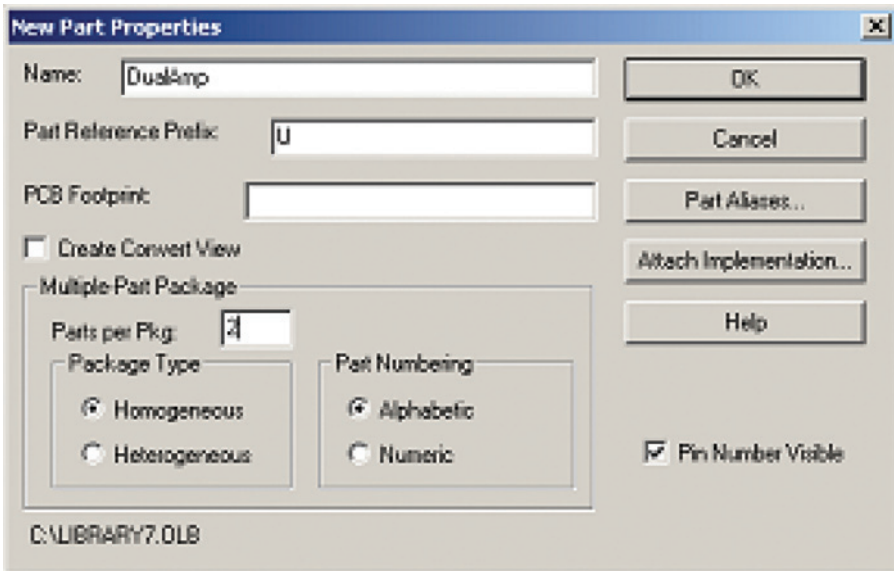 New Part Properties
Name: DualAmp
OK
Part Reference Prefix: U
Cancel
PCB Footprint:
Part Aliases...
Create Convert View
Attach Implementation...
Multiple-Part Package
Parts per Pkg: 2
Help
Package Type
Part Numbering
Homogeneous
Alphabetic
Heterogeneous
Numeric
Pin Number Visible
C:\LIBRARY7.OLB